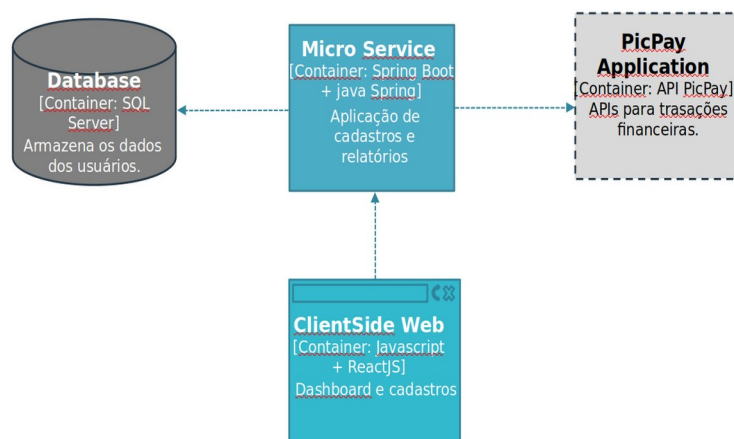 Database
[Container: SQL
Server]
Armazena os dados
dos usuários.
Micro Service
[Container: Spring Boot
+ java Spring]
Aplicação de
cadastros e
relatórios
PicPay
Application
[Container: API PicPay]
APIs para trasações
financeiras.
ClientSide Web
[Container: Javascript
+ ReactJS]
Dashboard e cadastros